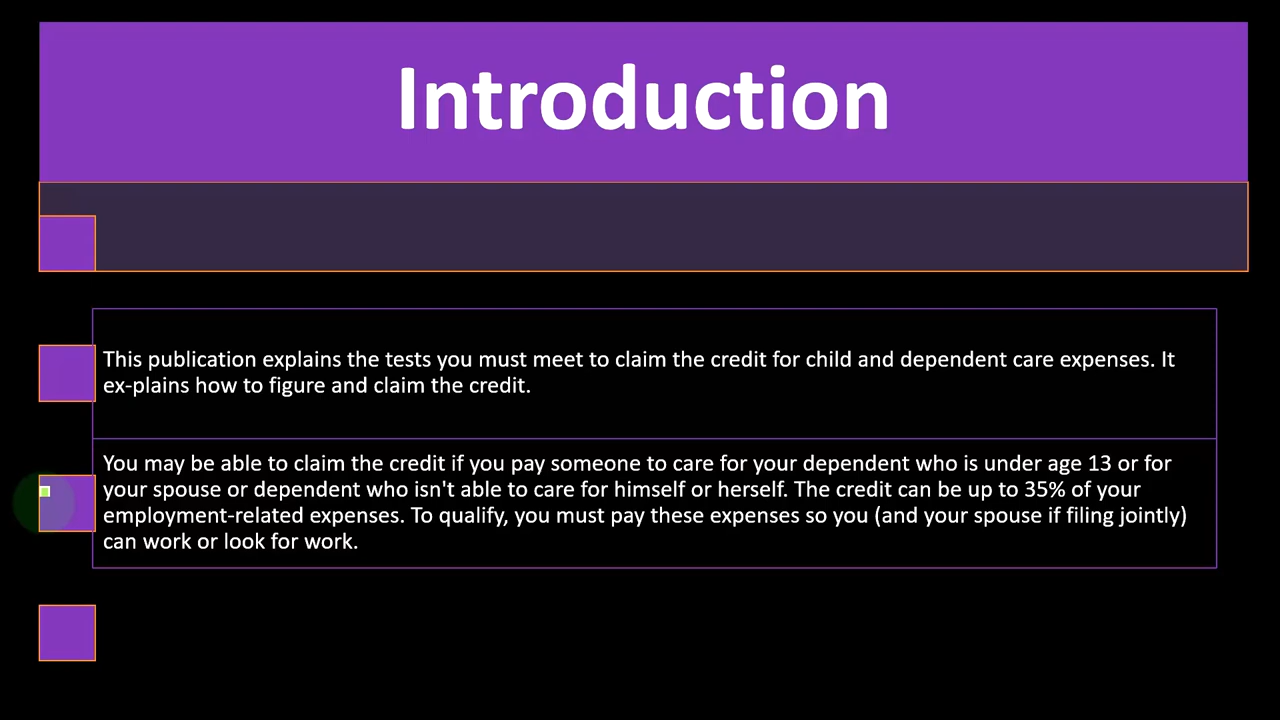 Introduction
This publication explains the tests you must meet to claim the credit for child and dependent care expenses. It
ex-plains how to figure and claim the credit.
You may be able to claim the credit if you pay someone to care for your dependent who is under age 13 or for
your spouse or dependent who isn't able to care for himself or herself. The credit can be up to 35% of your
employment-related expenses. To qualify, you must pay these expenses so you (and your spouse if filing jointly)
can work or look for work.